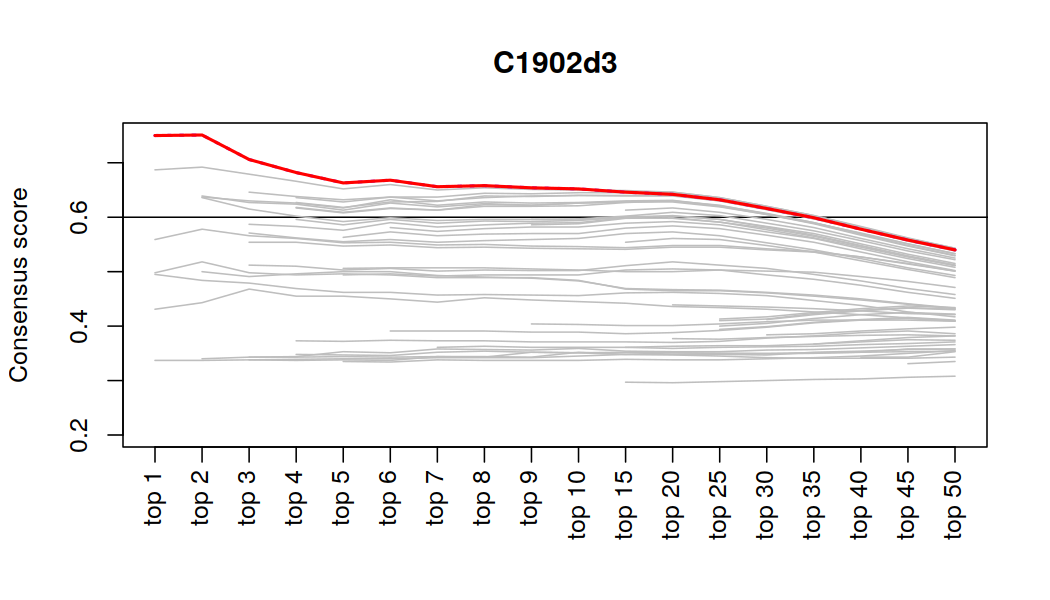 C1902d3
Consensus score
0.6
0.4
0.2
top 1
top 2
top 3
top 4
top 5
top 6
top 7
top 8
top 9
top 10
top 15
top 20
top 25
top 30
top 35
top 40
top 45
top 50